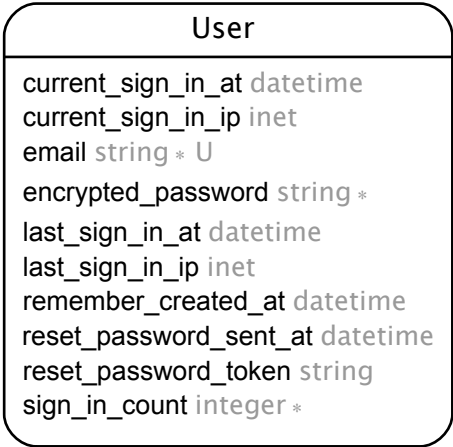 User
current_sign_in_at datetime
current_sign_in_ip inet
email string * U
encrypted_password string *
last_sign_in_at datetime
last_sign_in_ip inet
remember_created_at datetime
reset_password_sent_at datetime
reset_password_token string
sign_in_count integer *